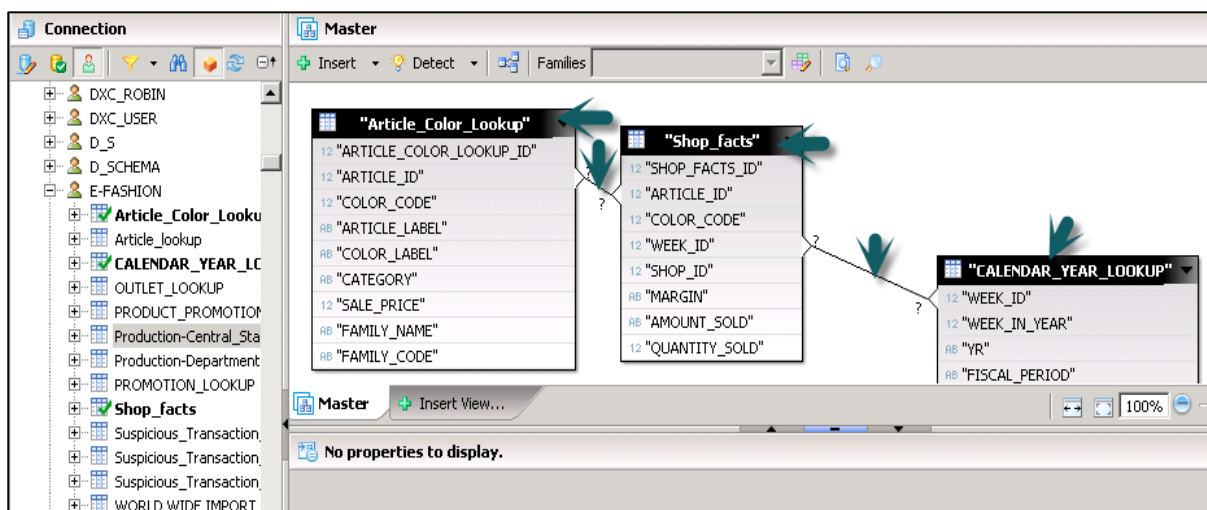 Connection
DXC_ROBIN
DXC_USER
D_S
D_SCHEMA
E-FASHION
Article_Color_Looku
Article_lookup
CALENDAR_YEAR_LC
OUTLET_LOOKUP
PRODUCT_PROMOTION
Production-Central_Sta
Production-Department
PROMOTION_LOOKUP
Shop_facts
Suspicious_Transaction_
Suspicious_Transaction_
Suspicious_Transaction_
WORLD WIDE IMPORT
Master
Insert Detect Families
"Article_Color_Lookup"
12 "ARTICLE_COLOR_LOOKUP_ID"
12 "ARTICLE_ID"
12 "COLOR_CODE"
AB "ARTICLE_LABEL"
AB "COLOR_LABEL"
AB "CATEGORY"
12 "SALE_PRICE"
AB "FAMILY_NAME"
AB "FAMILY_CODE"
?
?
"Shop_facts"
12 "SHOP_FACTS_ID"
12 "ARTICLE_ID"
12 "COLOR_CODE"
12 "WEEK_ID"
12 "SHOP_ID"
AB "MARGIN"
AB "AMOUNT_SOLD"
12 "QUANTITY_SOLD"
?
?
"CALENDAR_YEAR_LOOKUP"
12 "WEEK_ID"
12 "WEEK_IN_YEAR"
AB "YR"
AB "FISCAL_PERIOD"
Master Insert View...
100%
No properties to display.